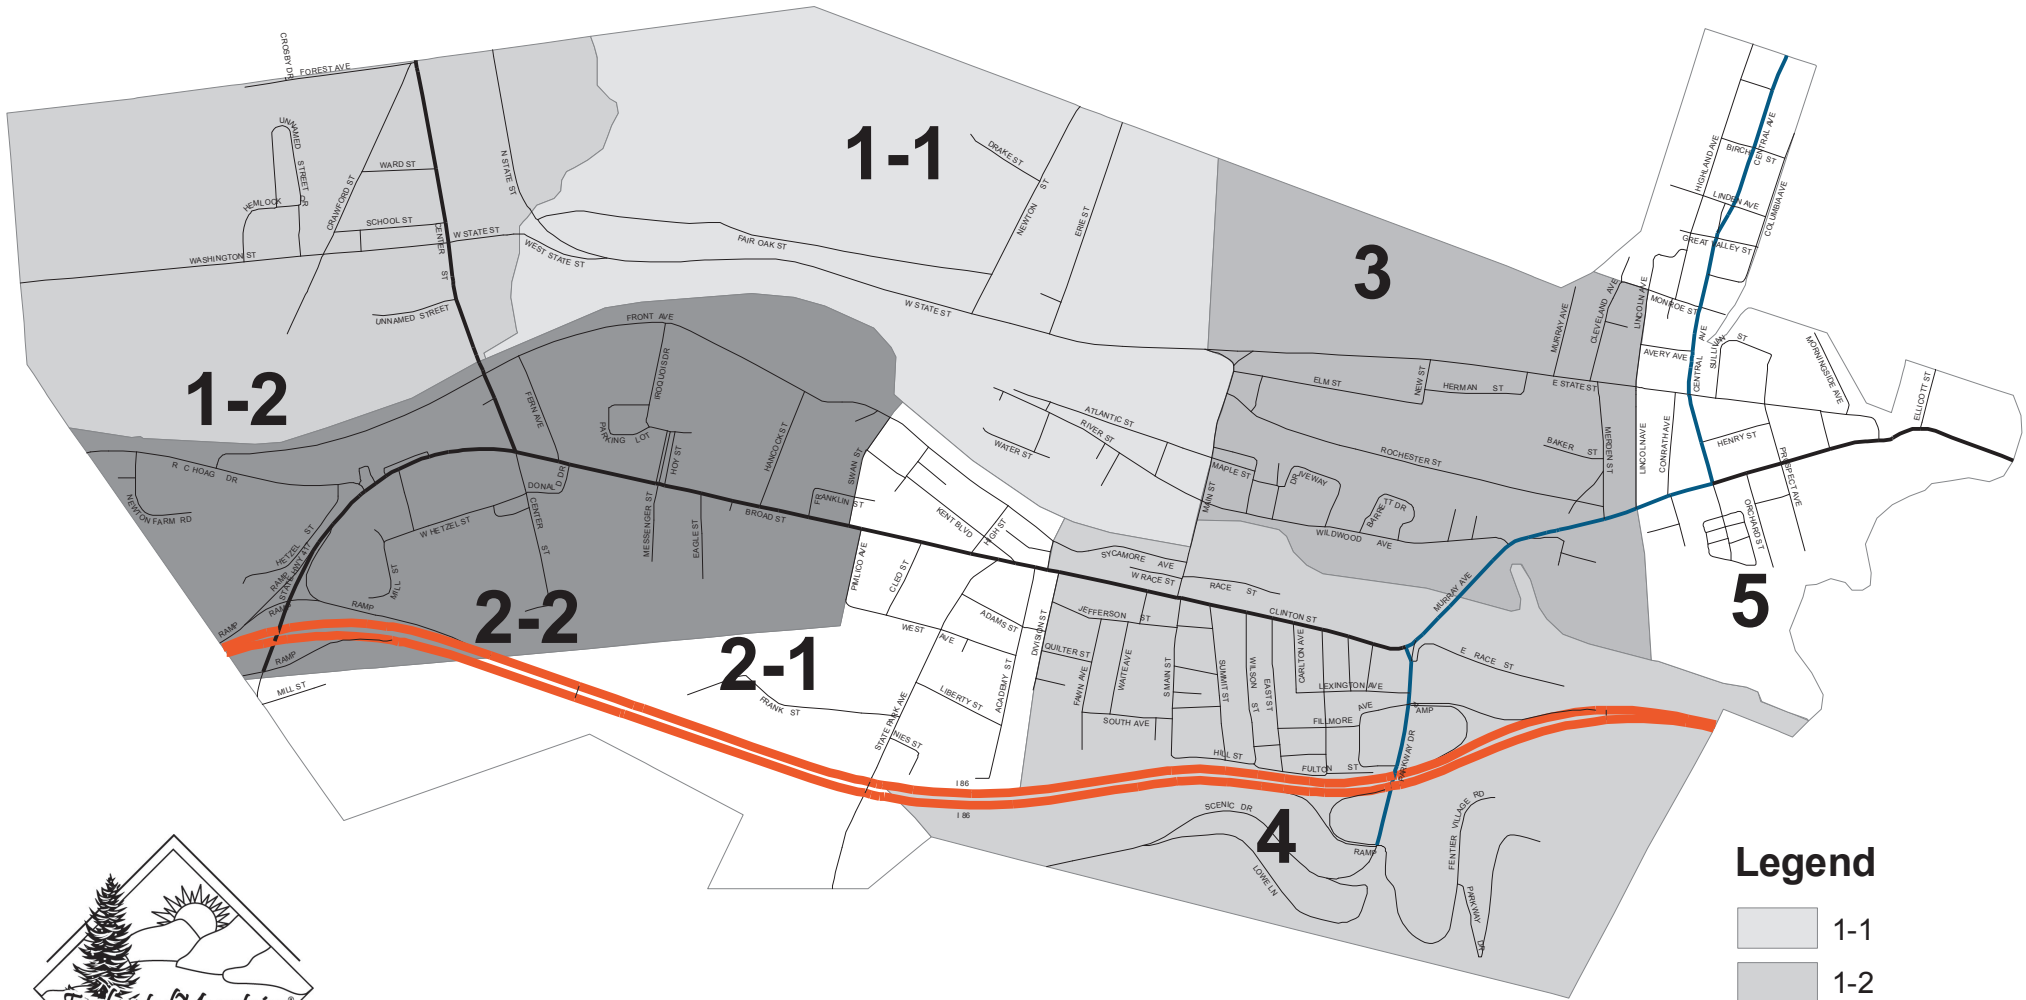 CROSBY DR
FOREST AVE
UNNAMED STREET DR
WARD ST
N STATE ST
HEMLOCK
CRAWFORD ST
SCHOOL ST
CENTER ST
W STATE ST
WEST STATE ST
WASHINGTON ST
UNNAMED STREET
1-2
1-1
DRAKE ST
NEWTON ST
ERIE ST
FAIR OAK ST
W STATE ST
3
HIGHLAND AVE
CENTRAL AVE
BIRCH ST
LINDEN AVE
COLUMBIA AVE
GREAT VALLEY ST
LINCOLN AVE
MONROE ST
MURRAY AVE
CLEVELAND AVE
AVERY AVE
CENTRAL AVE
SULLIVAN ST
MORNINGSIDE AVE
ELLICOTT ST
FRONT AVE
IROQUOIS DR
FERN AVE
PARKING LOT
HOY ST
HANCOCK ST
SWAN ST
R C HOAG DR
NEWTON FARM RD
DONALD DR
FRANKLIN ST
CENTER ST
W HETZEL ST
HETZEL ST
MESSENGER ST
EAGLE ST
BROAD ST
STATE HWY 417
MILL ST
RAMP
RAMP
RAMP
RAMP
RAMP
MILL ST
2-2
2-1
ELM ST
NEW ST
HERMAN ST
E STATE ST
ATLANTIC ST
RIVER ST
WATER ST
MAPLE ST
DRIVEWAY
MAIN ST
ROCHESTER ST
BAKER ST
MERDEN ST
LINCOLN AVE
CONRATH AVE
HENRY ST
PROSPECT AVE
ORCHARD ST
BARRETT DR
WILDWOOD AVE
KENT BLVD
HIGH ST
SYCAMORE AVE
W RACE ST
RACE ST
CLINTON ST
MURRAY AVE
5
PIMLICO AVE
CLEO ST
WEST AVE
ADAMS ST
DIVISION ST
JEFFERSON ST
QUILTER ST
FAWN AVE
WAITE AVE
S MAIN ST
SUMMIT ST
WILSON ST
EAST ST
CARLTON AVE
LEXINGTON AVE
E RACE ST
FILLMORE AVE
SOUTH AVE
HILL ST
FULTON ST
PARKWAY DR
LIBERTY ST
ACADEMY ST
STATE PARK AVE
FRANK ST
NIES ST
I 86
I 86
SCENIC DR
LOWE LN
4
RAMP
FENTIER VILLAGE RD
PARKWAY DR
Legend
1-1
1-2